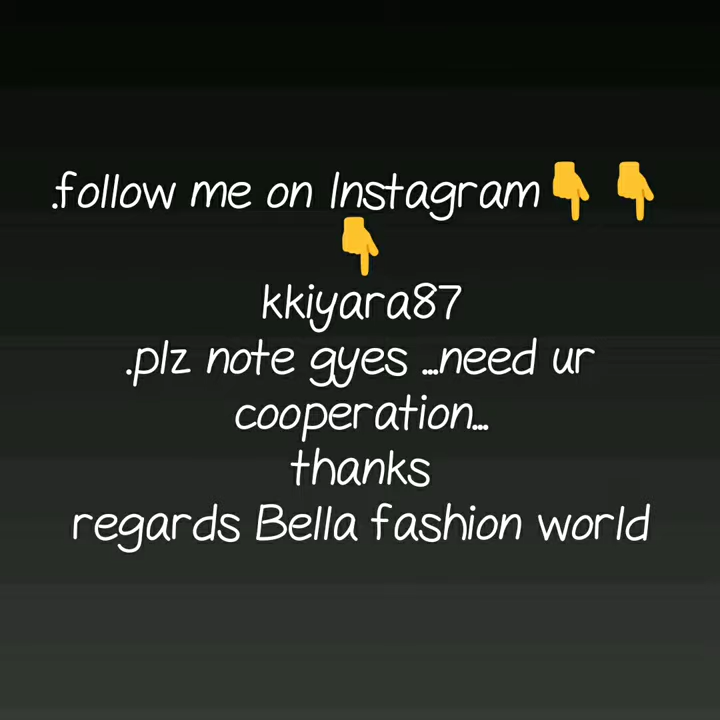 .follow me on Instagram👇 👇
👇
kkiyara87
.plz note gyes ...need ur
cooperation...
thanks
regards Bella fashion world